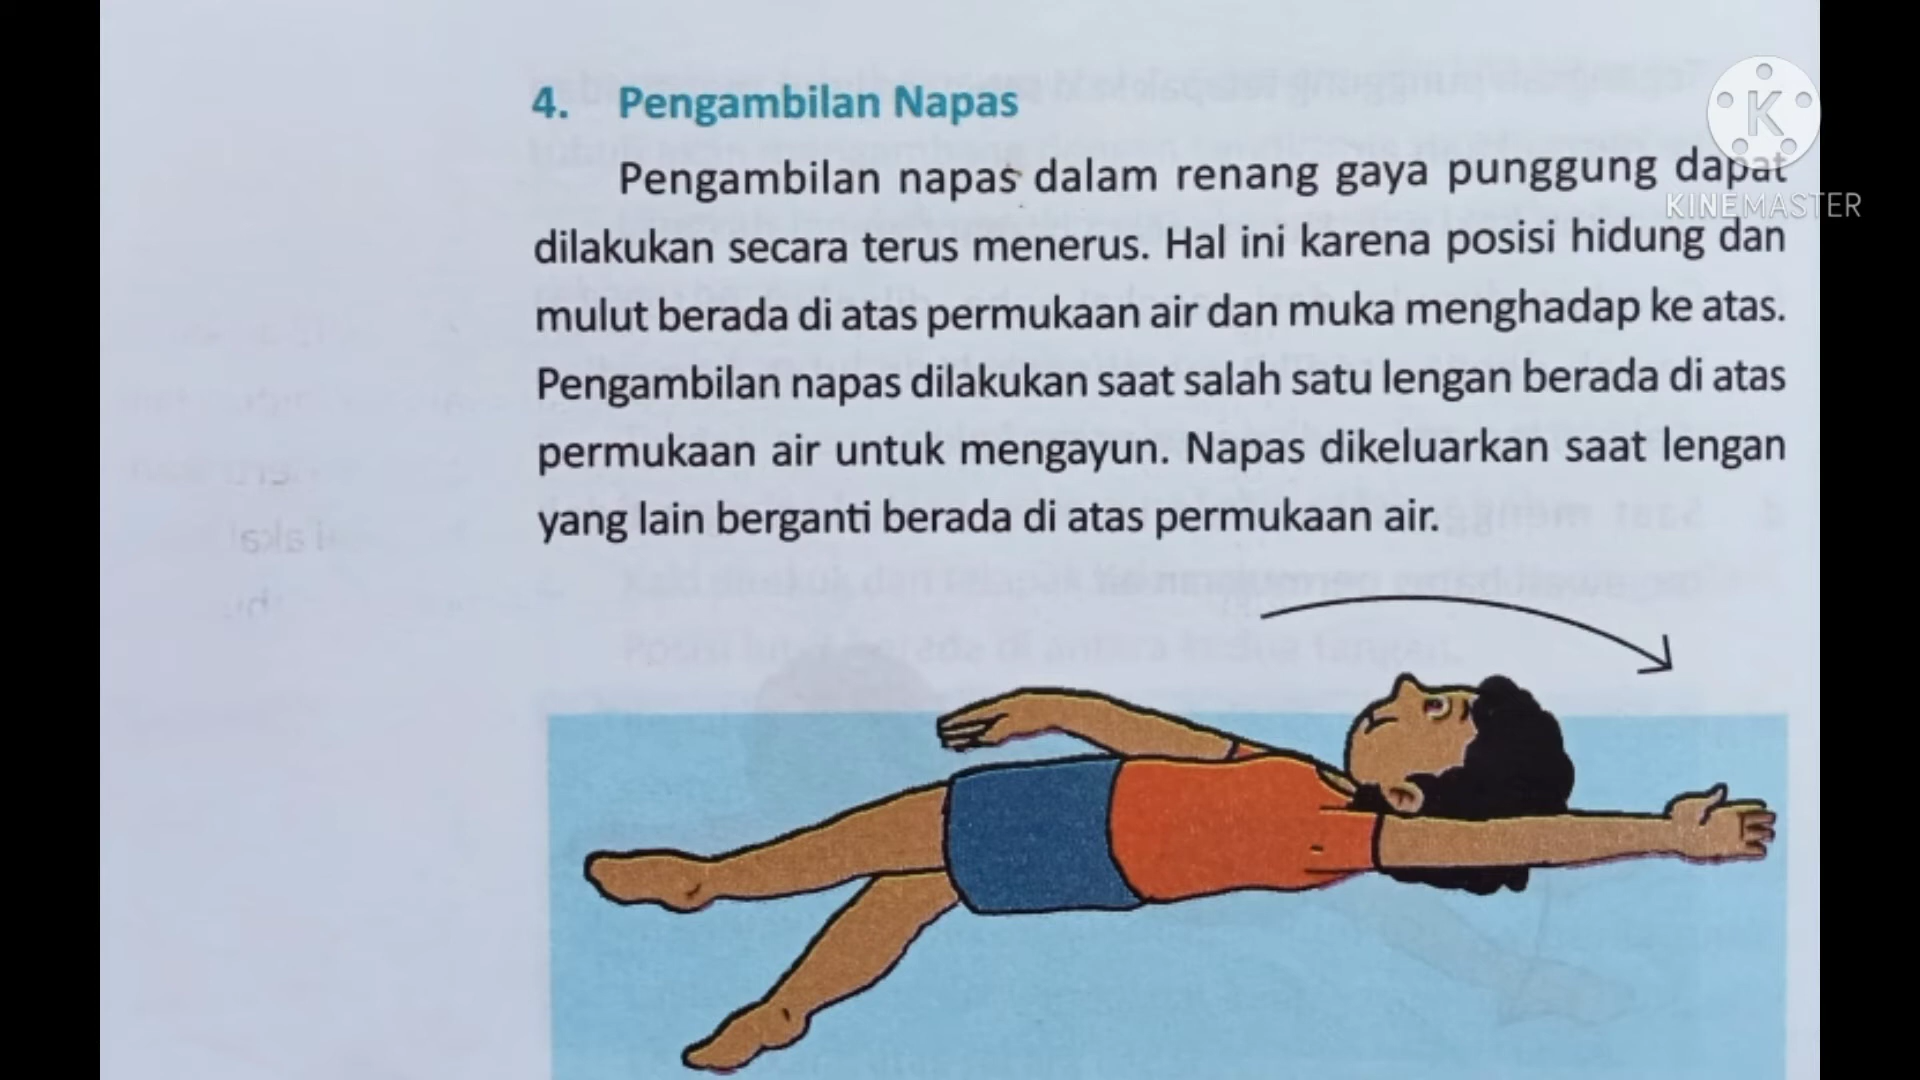 4. Pengambilan Napas
Pengambilan napas dalam renang gaya punggung dapat
dilakukan secara terus menerus. Hal ini karena posisi hidung dan
mulut berada di atas permukaan air dan muka menghadap ke atas.
Pengambilan napas dilakukan saat salah satu lengan berada di atas
permukaan air untuk mengayun. Napas dikeluarkan saat lengan
yang lain berganti berada di atas permukaan air.
K
KINEMASTER